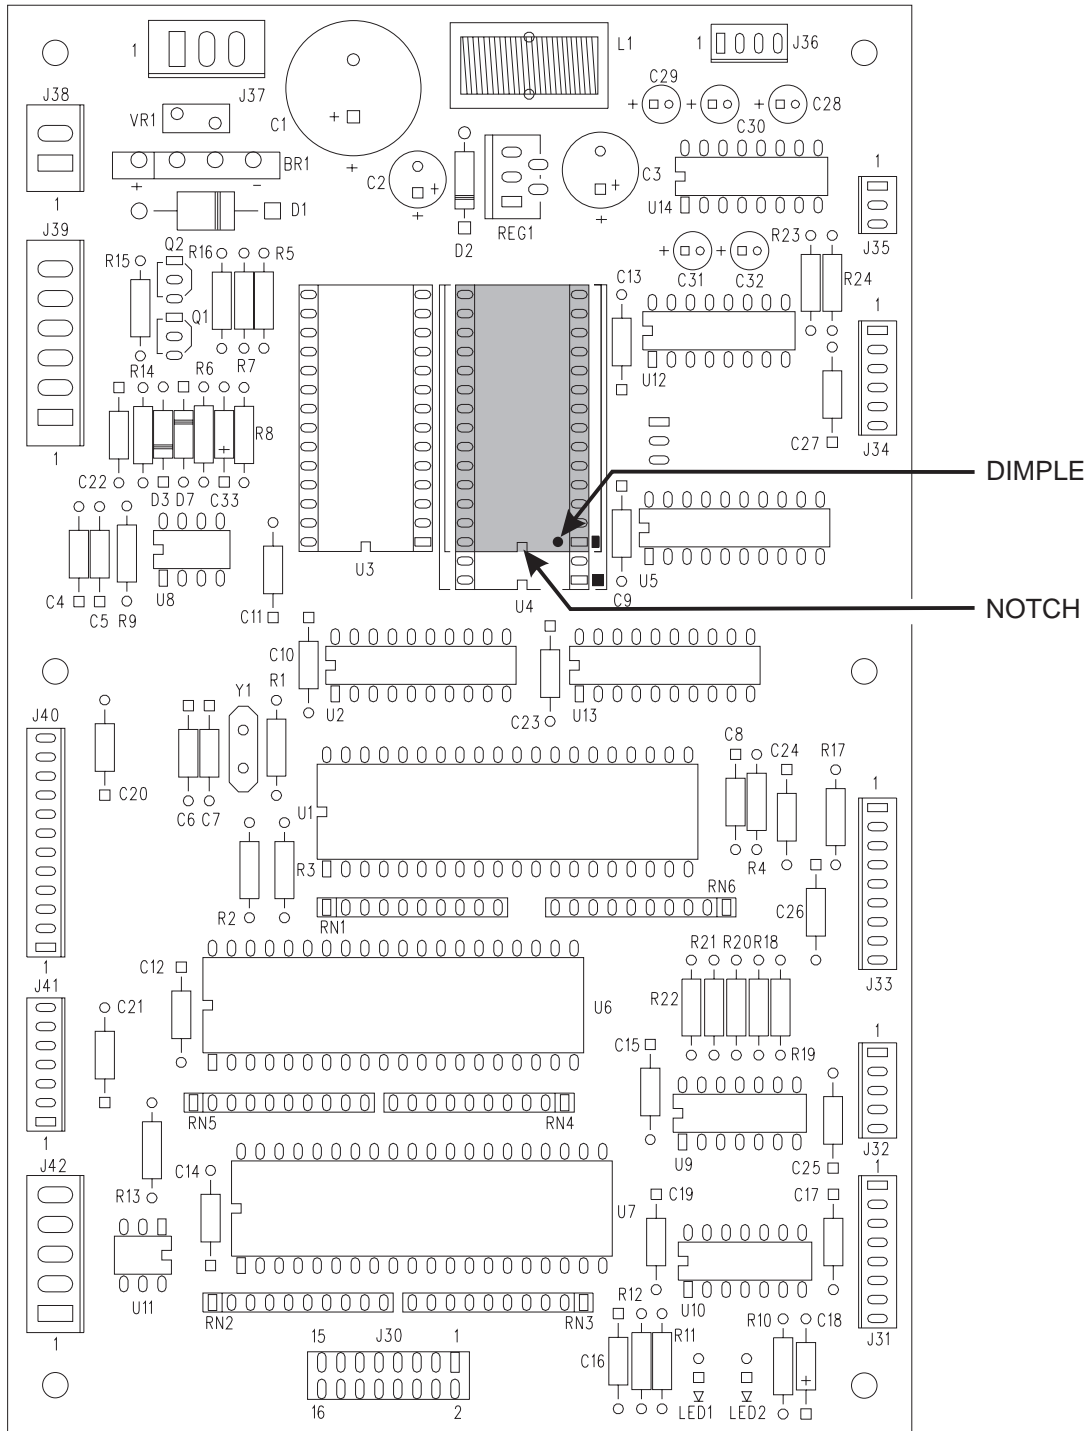 1
J37
L1
1
J36
J38
VR1
C1
+
+
C29
+
+
+
C28
C30
BR1
+
-
1
D1
C2
+
+
D2
REG1
C3
+
+
U14
1
J35
J39
R15
Q2
R16
R5
Q1
R14
R6
R7
R8
+
C22
D3
D7
C33
1
C13
+
C31
+
C32
R23
R24
1
U12
C27
J34
DIMPLE
C4
C5
R9
U8
C11
U3
U4
U5
C9
NOTCH
C10
U2
C23
U13
J40
C20
Y1
R1
C6
C7
U1
C8
C24
R17
R4
1
R2
R3
RN1
RN6
C26
J33
1
J41
C12
U6
R21
R20
R18
R22
R19
C21
C15
1
RN5
RN4
U9
J32
C25
1
J42
R13
C14
U7
C19
C17
1
U11
RN2
RN3
U10
J31
15
J30
1
16
2
R12
R11
C16
LED1
LED2
R10
C18
+
1